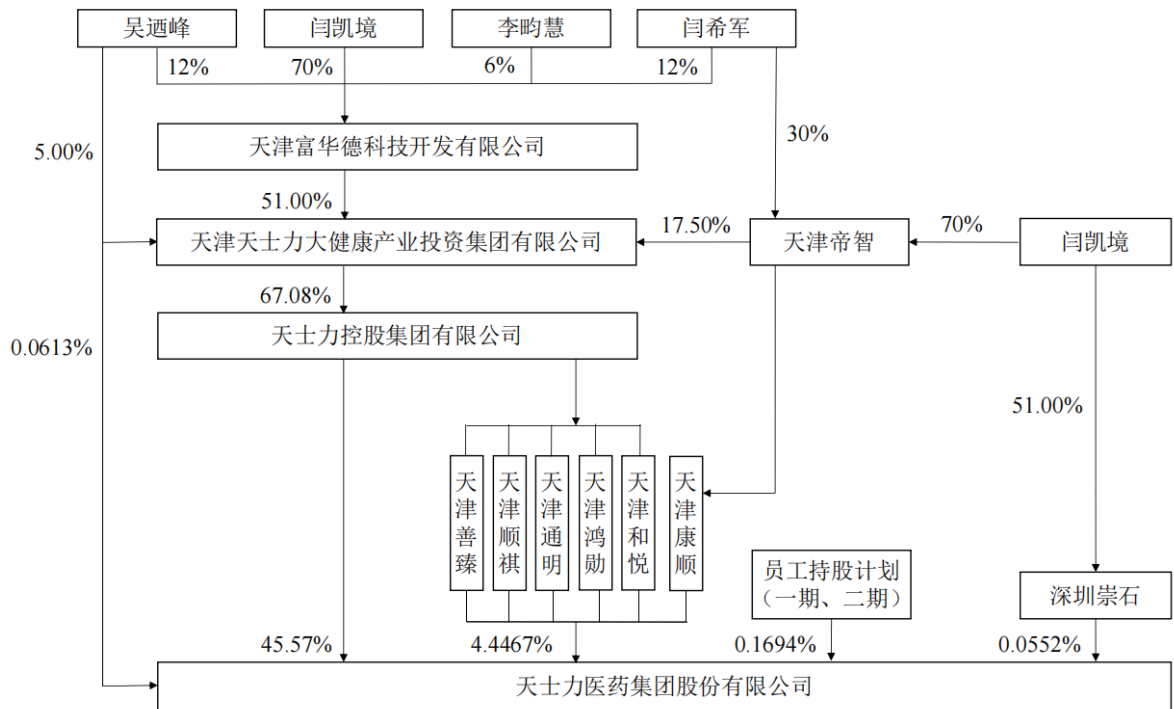 吴迺峰
闫凯境
李畇慧
闫希军
12%
70%
6%
12%
天津富华德科技开发有限公司
5.00%
30%
51.00%
天津天士力大健康产业投资集团有限公司
17.50%
天津帝智
70%
闫凯境
67.08%
天士力控股集团有限公司
0.0613%
51.00%
天津善臻
天津顺祺
天津通明
天津鸿勋
天津和悦
天津康顺
员工持股计划
（一期、二期）
深圳崇石
45.57%
4.4467%
0.1694%
0.0552%
天士力医药集团股份有限公司